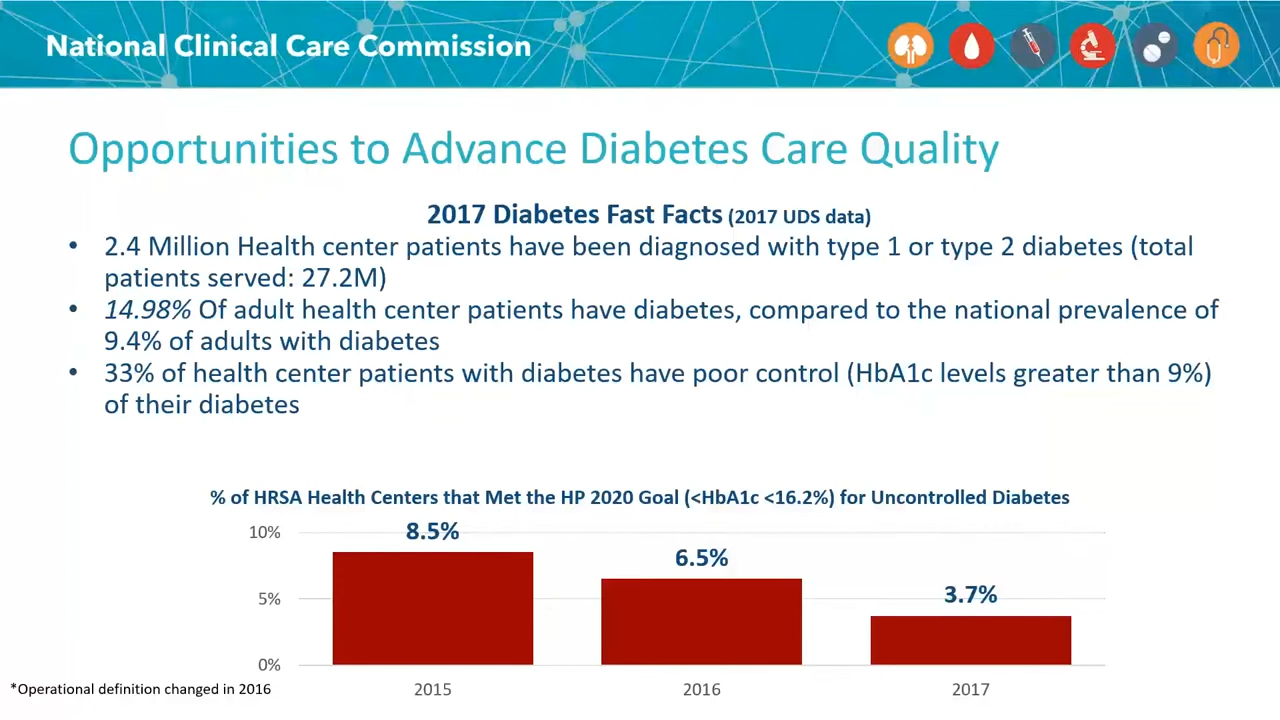 National Clinical Care Commission
Opportunities to Advance Diabetes Care Quality
2017 Diabetes Fast Facts (2017 UDS data)
• 2.4 Million Health center patients have been diagnosed with type 1 or type 2 diabetes (total
patients served: 27.2M)
• 14.98% Of adult health center patients have diabetes, compared to the national prevalence of
9.4% of adults with diabetes
• 33% of health center patients with diabetes have poor control (HbA1c levels greater than 9%)
of their diabetes
% of HRSA Health Centers that Met the HP 2020 Goal (<HbA1c <16.2%) for Uncontrolled Diabetes
10%
8.5%
6.5%
5%
3.7%
0%
2015 2016 2017
*Operational definition changed in 2016